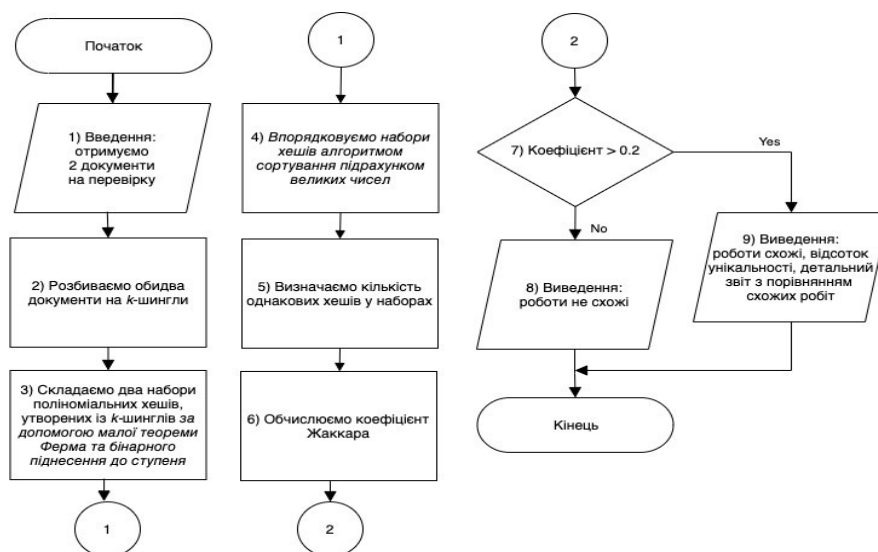 Початок
1) Введення:
отримуємо
2 документи
на перевірку
2) Розбиваємо обидва
документи на k-шингли
3) Складаємо два набори
поліноміальних хешів,
утворених із k-шинглів за
допомогою малої теореми
Ферма та бінарного
піднесення до ступеня
1
1
4) Впорядковуємо набори
хешів алгоритмом
сортування підрахунком
великих чисел
5) Визначаємо кількість
однакових хешів у наборах
6) Обчислюємо коефіцієнт
Жаккара
2
2
7) Коефіцієнт > 0.2
Yes
No
8) Виведення:
роботи не схожі
9) Виведення:
роботи схожі, відсоток
унікальності, детальний
звіт з порівнянням
схожих робіт
Кінець